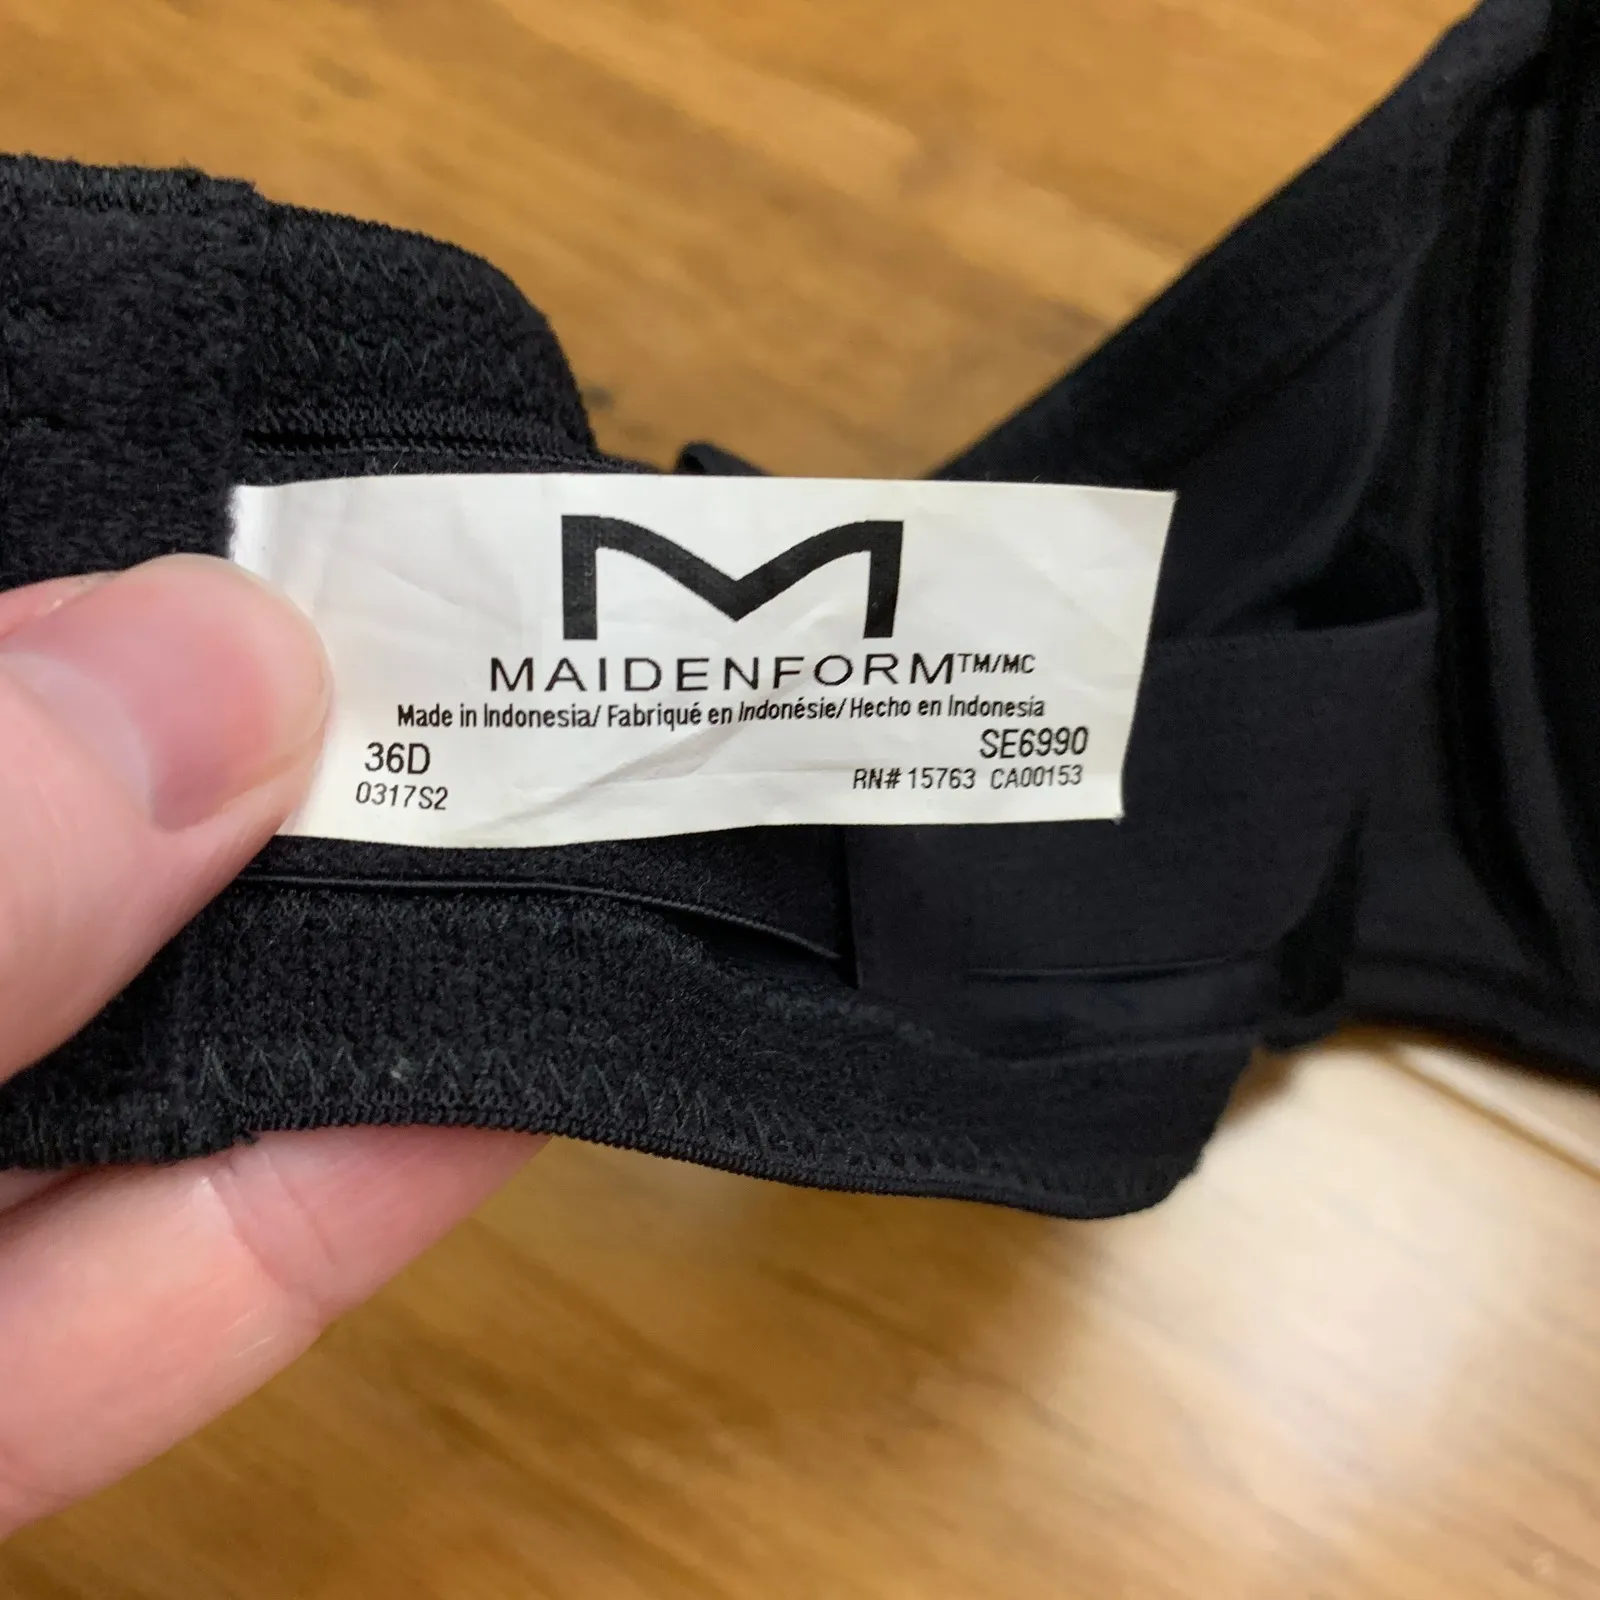 M
MAIDENFORM™/MC
Made in Indonesia/ Fabriqué en Indonésie/ Hecho en Indonesia
36D SE6990
0317S2 RN# 15763 CA00153